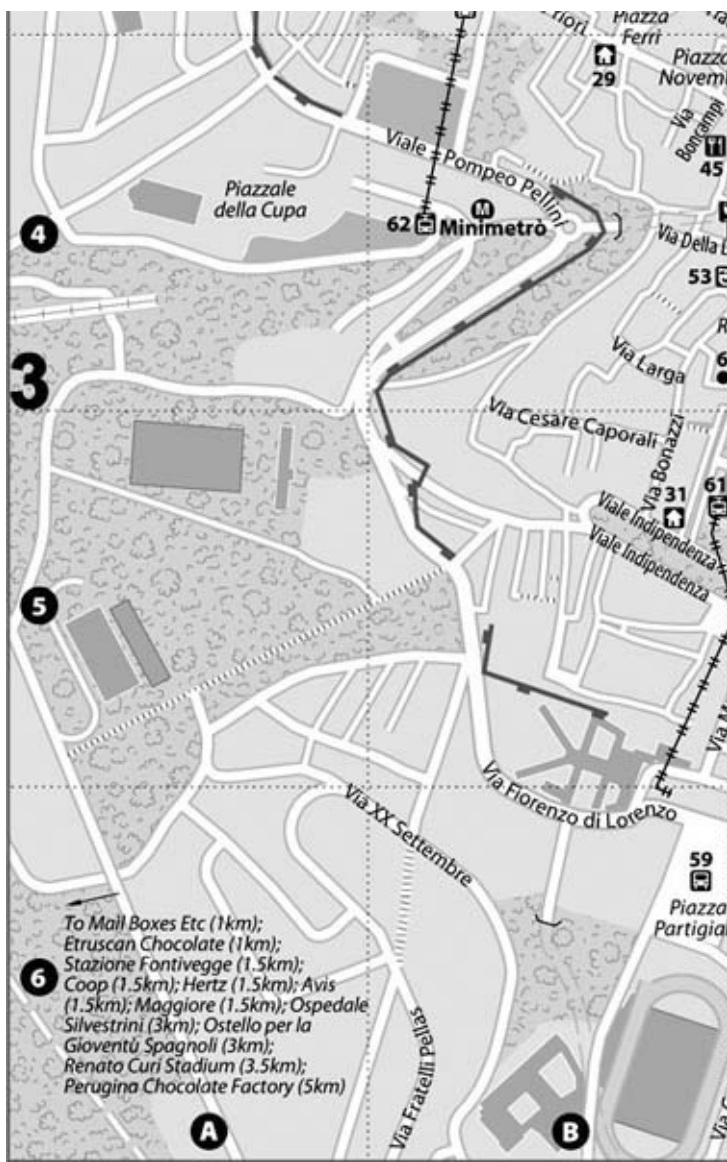 Priori
Piazza
Ferri
29
Piazza
Novem
Via
Boncampi
45
Viale Pompeo Pellini
Piazzale
della Cupa
4
62
M
Minimetrò
Via Della
53
3
Via Larga
6
Via Cesare Caporali
Via Bonazzi
31
61
Viale Indipendenza
Viale Indipendenza
5
Via Fiorenzo di Lorenzo
Via XX Settembre
59
Piazza
Partigia
6
To Mail Boxes Etc (1km);
Etruscan Chocolate (1km);
Stazione Fontivegge (1.5km);
Coop (1.5km); Hertz (1.5km); Avis
(1.5km); Maggiore (1.5km); Ospedale
Silvestrini (3km); Ostello per la
Gioventù Spagnoli (3km);
Renato Curi Stadium (3.5km);
Perugina Chocolate Factory (5km)
Via Fratelli Pellas
A
B